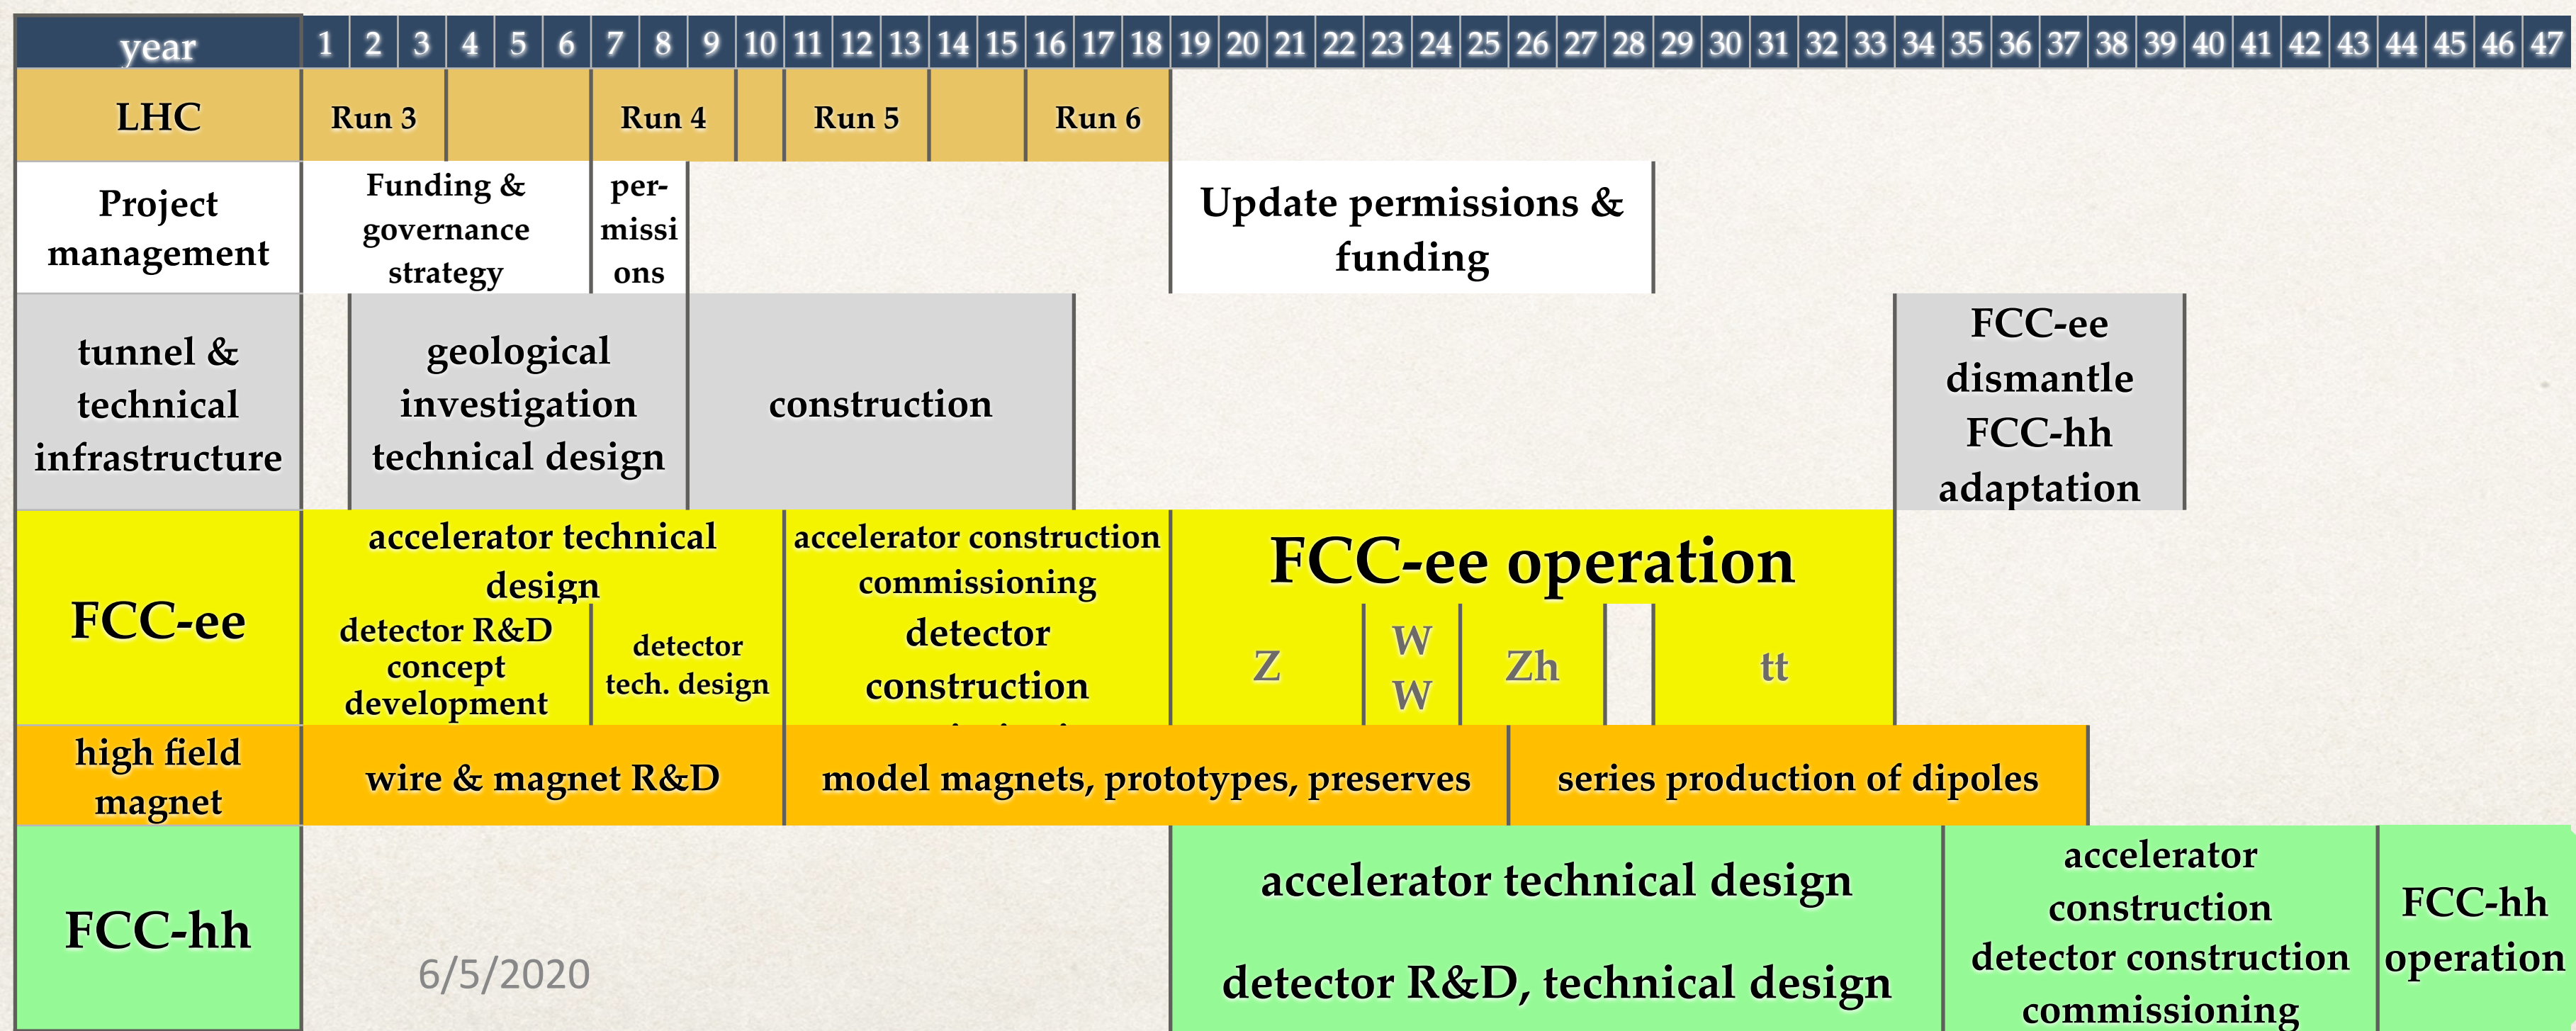 year 1 2 3 4 5 6 7 8 9 10 11 12 13 14 15 16 17 18 19 20 21 22 23 24 25 26 27 28 29 30 31 32 33 34 35 36 37 38 39 40 41 42 43 44 45 46 47
LHC
Run 3
Run 4
Run 5
Run 6
Project
management
Funding &
governance
strategy
per-
missi
ons
Update permissions &
funding
tunnel &
technical
infrastructure
geological
investigation
technical design
construction
FCC-ee
dismantle
FCC-hh
adaptation
FCC-ee
accelerator technical
design
detector R&D
concept
development
detector
tech. design
accelerator construction
commissioning
detector
construction
FCC-ee operation
Z
W
W
Zh
tt
high field
magnet
wire & magnet R&D
model magnets, prototypes, preserves
series production of dipoles
FCC-hh
accelerator technical design
detector R&D, technical design
accelerator
construction
detector construction
commissioning
FCC-hh
operation
6/5/2020